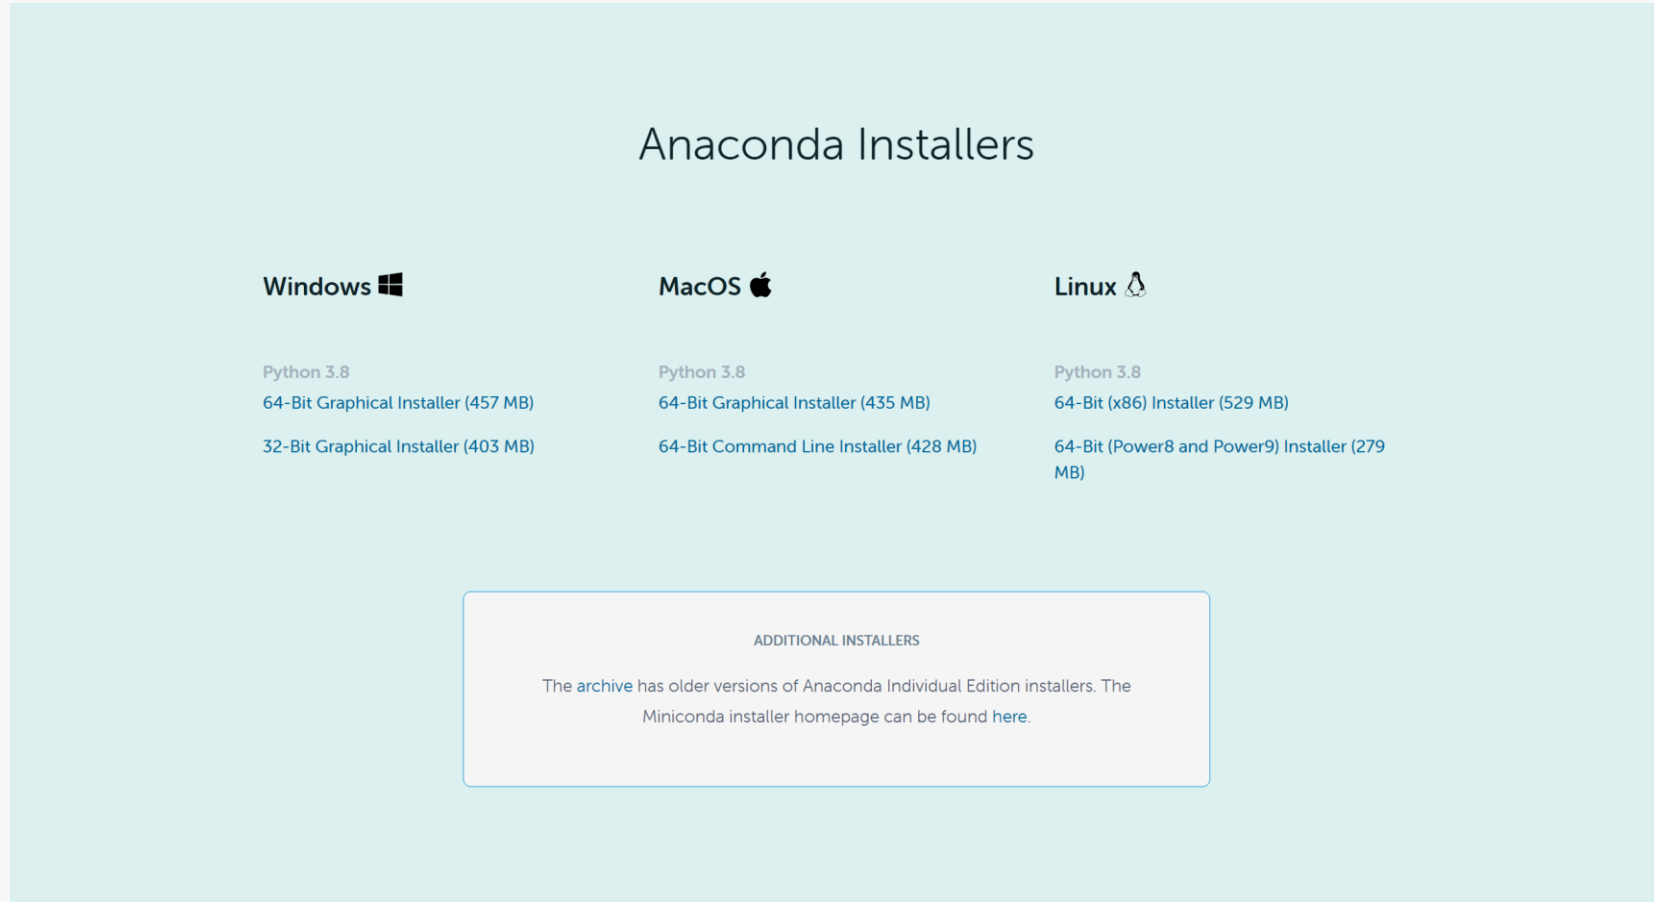 Anaconda Installers
Windows
Python 3.8
64-Bit Graphical Installer (457 MB)
32-Bit Graphical Installer (403 MB)
MacOS
Python 3.8
64-Bit Graphical Installer (435 MB)
64-Bit Command Line Installer (428 MB)
Linux
Python 3.8
64-Bit (x86) Installer (529 MB)
64-Bit (Power8 and Power9) Installer (279
MB)
ADDITIONAL INSTALLERS
The archive has older versions of Anaconda Individual Edition installers. The
Miniconda installer homepage can be found here.